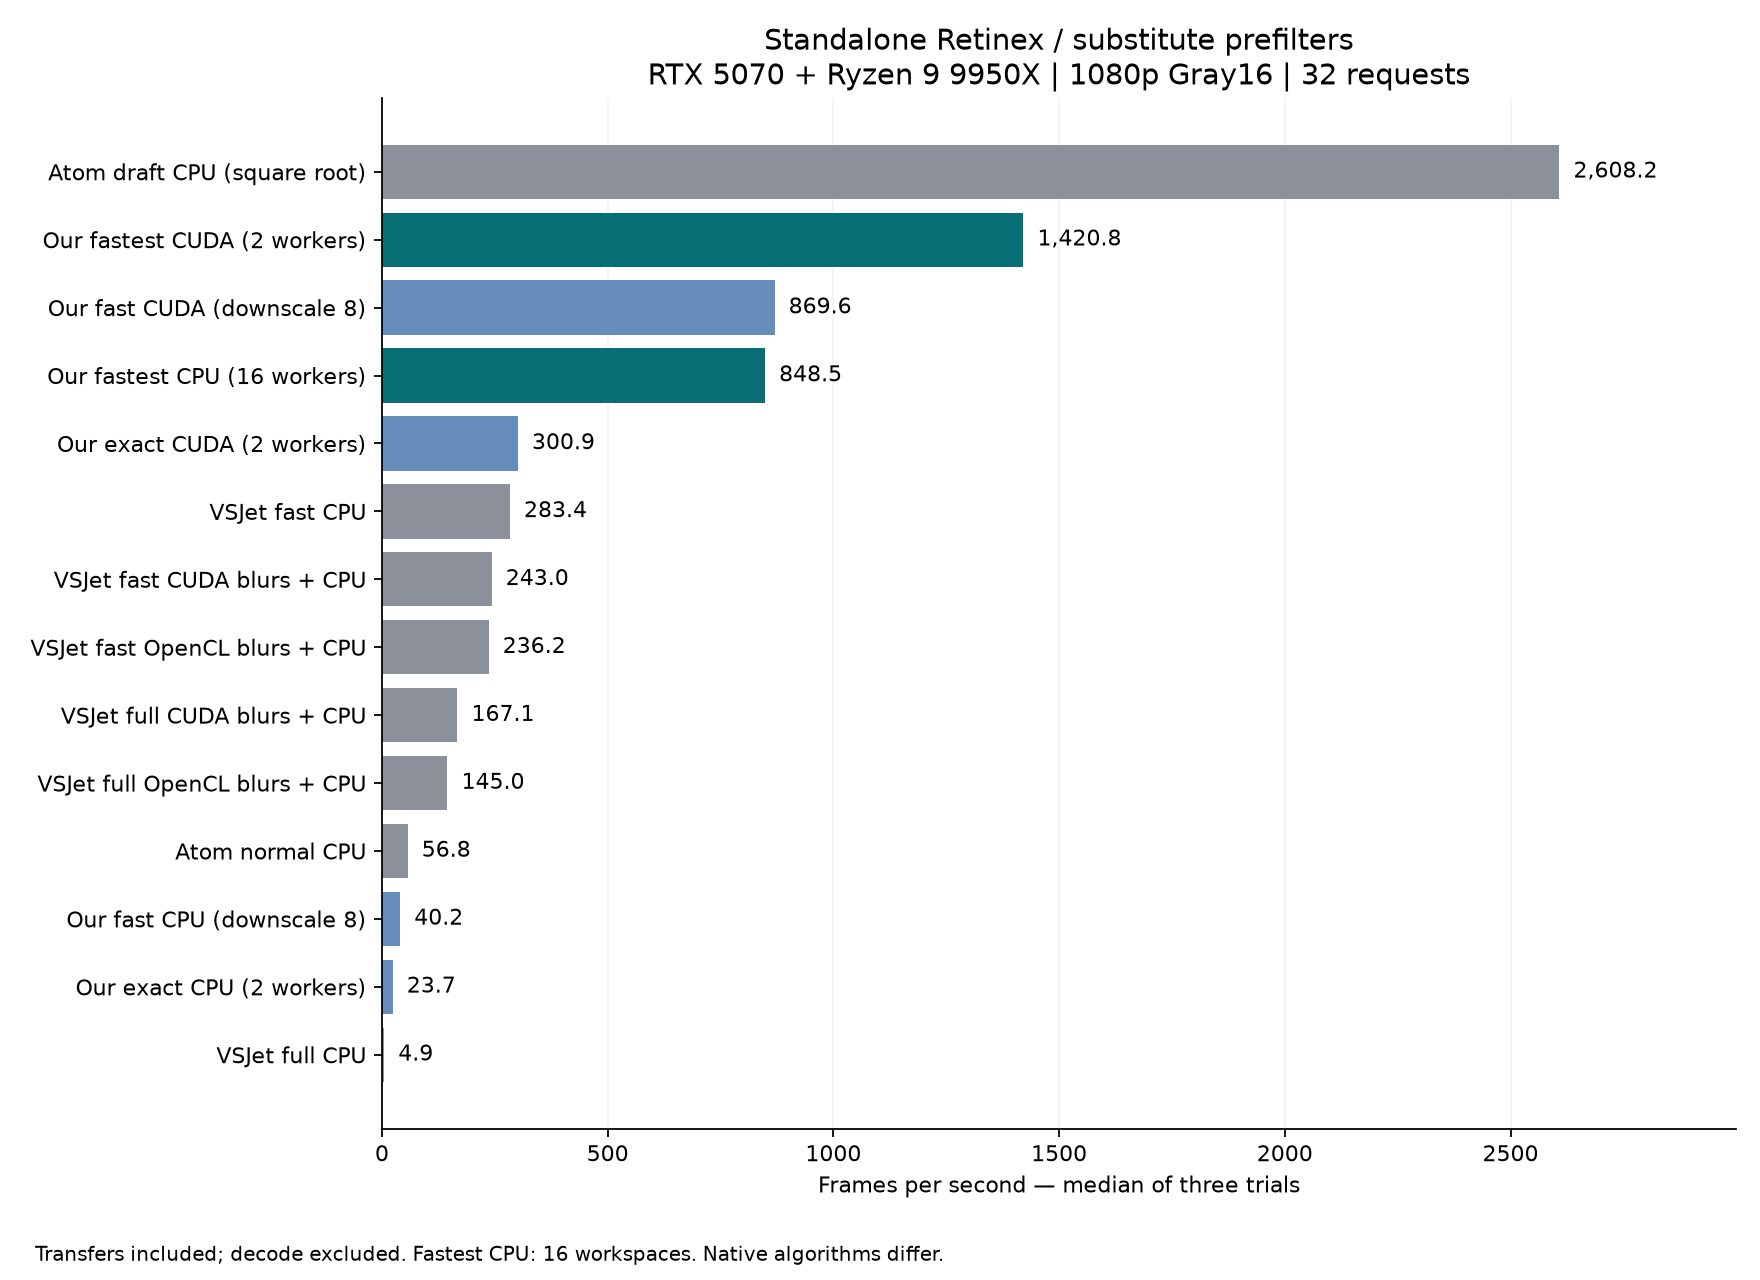 Standalone Retinex / substitute prefilters
RTX 5070 + Ryzen 9 9950X | 1080p Gray16 | 32 requests
Atom draft CPU (square root) 2,608.2
Our fastest CUDA (2 workers) 1,420.8
Our fast CUDA (downscale 8) 869.6
Our fastest CPU (16 workers) 848.5
Our exact CUDA (2 workers) 300.9
VSJet fast CPU 283.4
VSJet fast CUDA blurs + CPU 243.0
VSJet fast OpenCL blurs + CPU 236.2
VSJet full CUDA blurs + CPU 167.1
VSJet full OpenCL blurs + CPU 145.0
Atom normal CPU 56.8
Our fast CPU (downscale 8) 40.2
Our exact CPU (2 workers) 23.7
VSJet full CPU 4.9
0 500 1000 1500 2000 2500
Frames per second — median of three trials
Transfers included; decode excluded. Fastest CPU: 16 workspaces. Native algorithms differ.